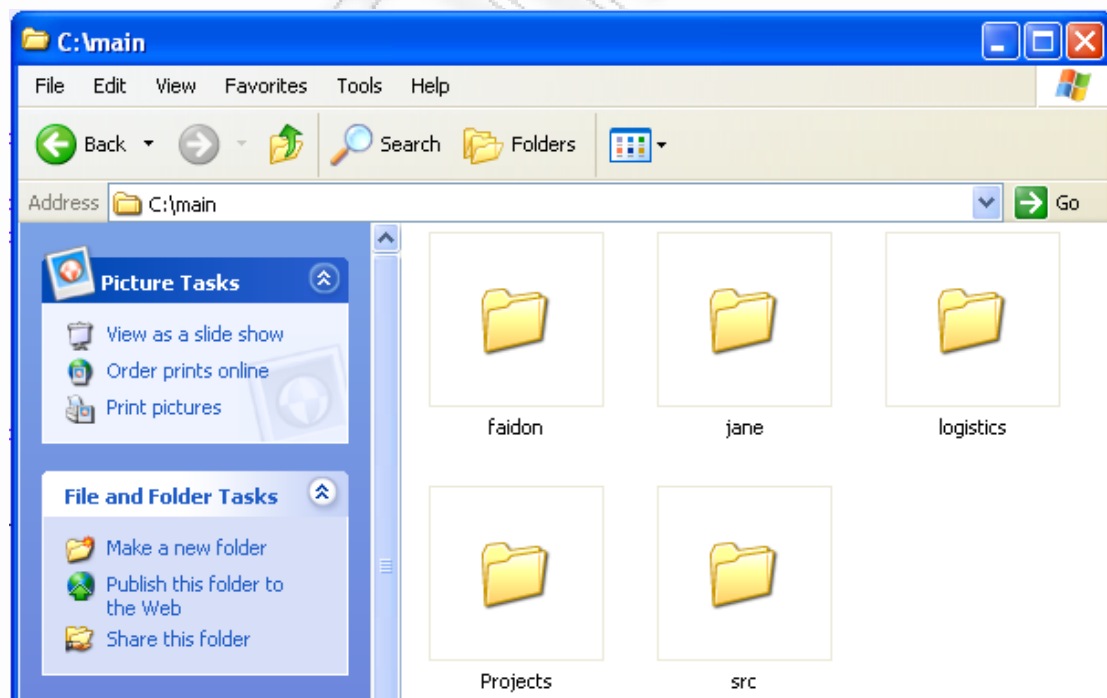 C:\main
File Edit View Favorites Tools Help
Back Search Folders
Address C:\main Go
Picture Tasks
View as a slide show
Order prints online
Print pictures
File and Folder Tasks
Make a new folder
Publish this folder to
the Web
Share this folder
faidon jane logistics
Projects src